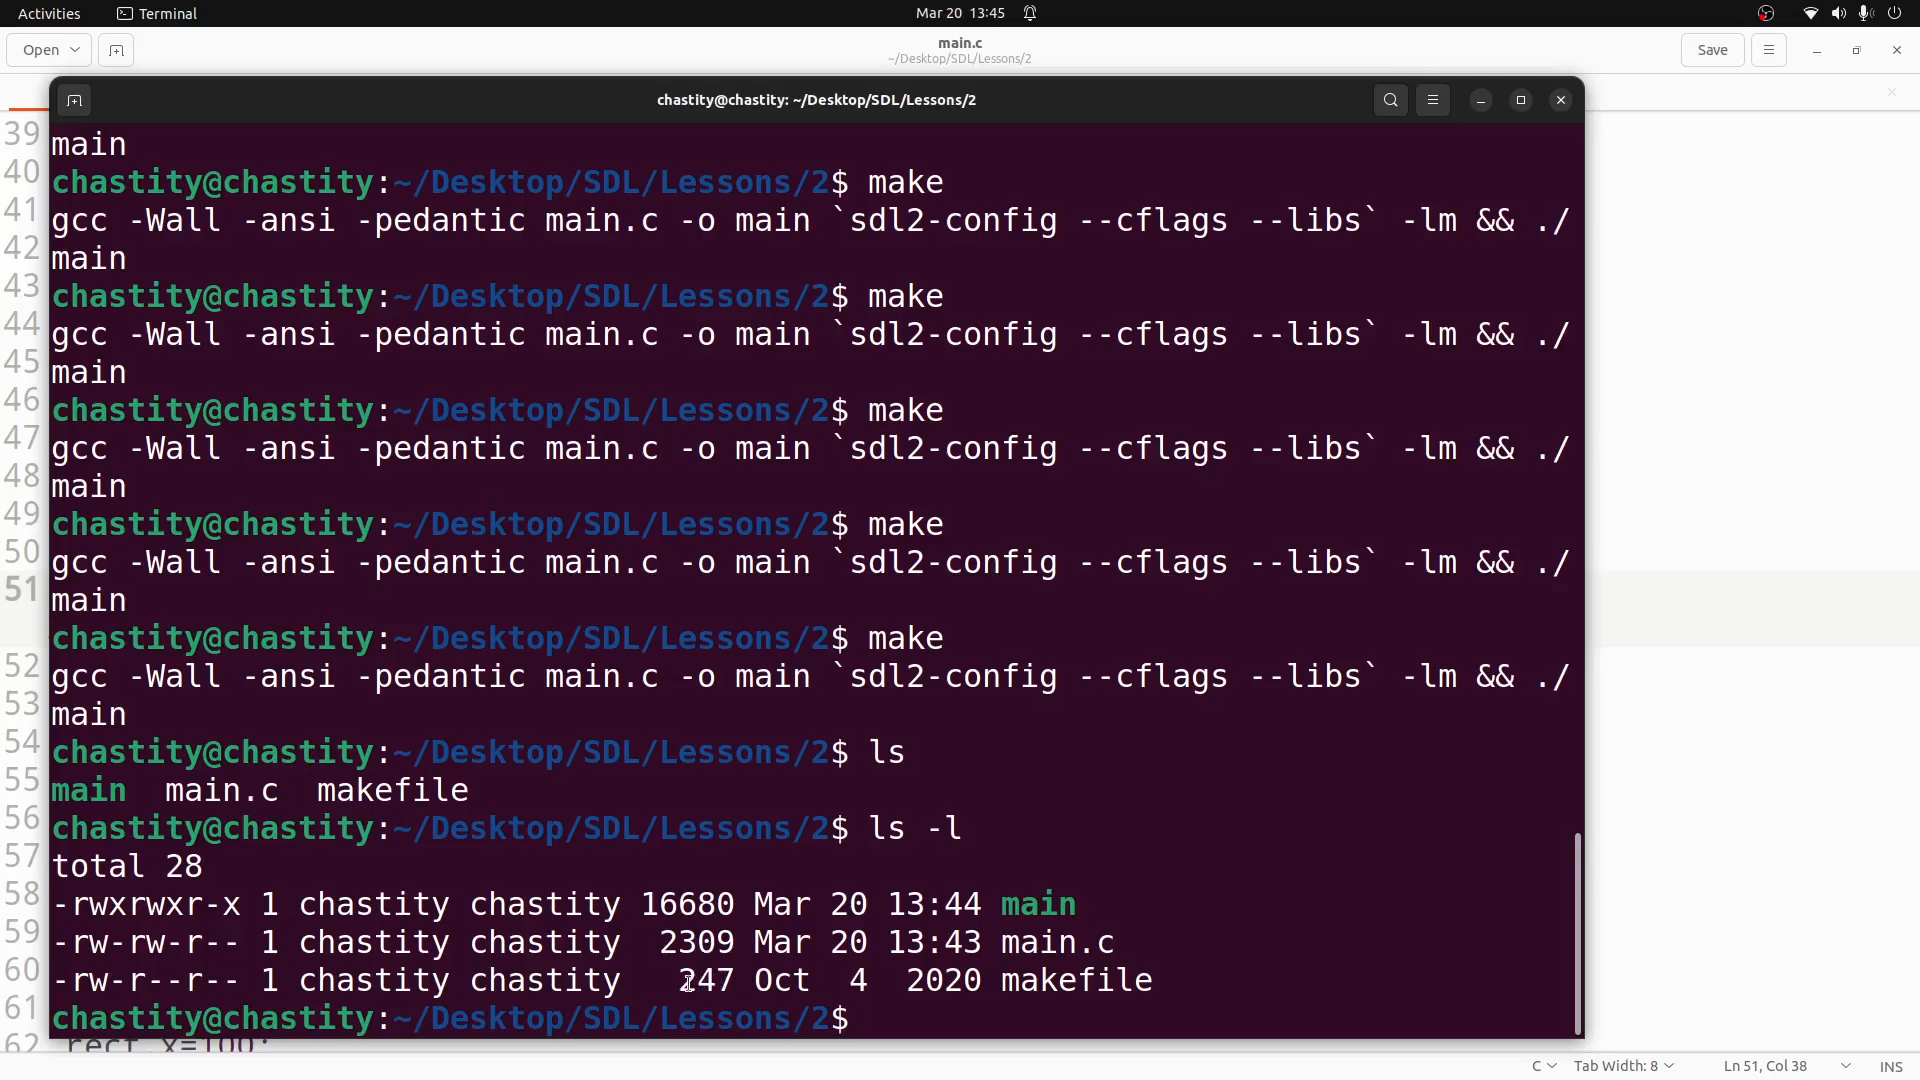 Activities Terminal Mar 20 13:45
Open main.c Save
~/Desktop/SDL/Lessons/2
chastity@chastity: ~/Desktop/SDL/Lessons/2
39
40
41
42
43
44
45
46
47
48
49
50
51
52
53
54
55
56
57
58
59
60
61
62
main
chastity@chastity:~/Desktop/SDL/Lessons/2$ make
gcc -Wall -ansi -pedantic main.c -o main `sdl2-config --cflags --libs` -lm && ./
main
chastity@chastity:~/Desktop/SDL/Lessons/2$ make
gcc -Wall -ansi -pedantic main.c -o main `sdl2-config --cflags --libs` -lm && ./
main
chastity@chastity:~/Desktop/SDL/Lessons/2$ make
gcc -Wall -ansi -pedantic main.c -o main `sdl2-config --cflags --libs` -lm && ./
main
chastity@chastity:~/Desktop/SDL/Lessons/2$ make
gcc -Wall -ansi -pedantic main.c -o main `sdl2-config --cflags --libs` -lm && ./
main
chastity@chastity:~/Desktop/SDL/Lessons/2$ make
gcc -Wall -ansi -pedantic main.c -o main `sdl2-config --cflags --libs` -lm && ./
main
chastity@chastity:~/Desktop/SDL/Lessons/2$ ls
main  main.c  makefile
chastity@chastity:~/Desktop/SDL/Lessons/2$ ls -l
total 28
-rwxrwxr-x 1 chastity chastity 16680 Mar 20 13:44 main
-rw-rw-r-- 1 chastity chastity  2309 Mar 20 13:43 main.c
-rw-r--r-- 1 chastity chastity   247 Oct  4  2020 makefile
chastity@chastity:~/Desktop/SDL/Lessons/2$
rect.x=100;
C Tab Width: 8 Ln 51, Col 38 INS